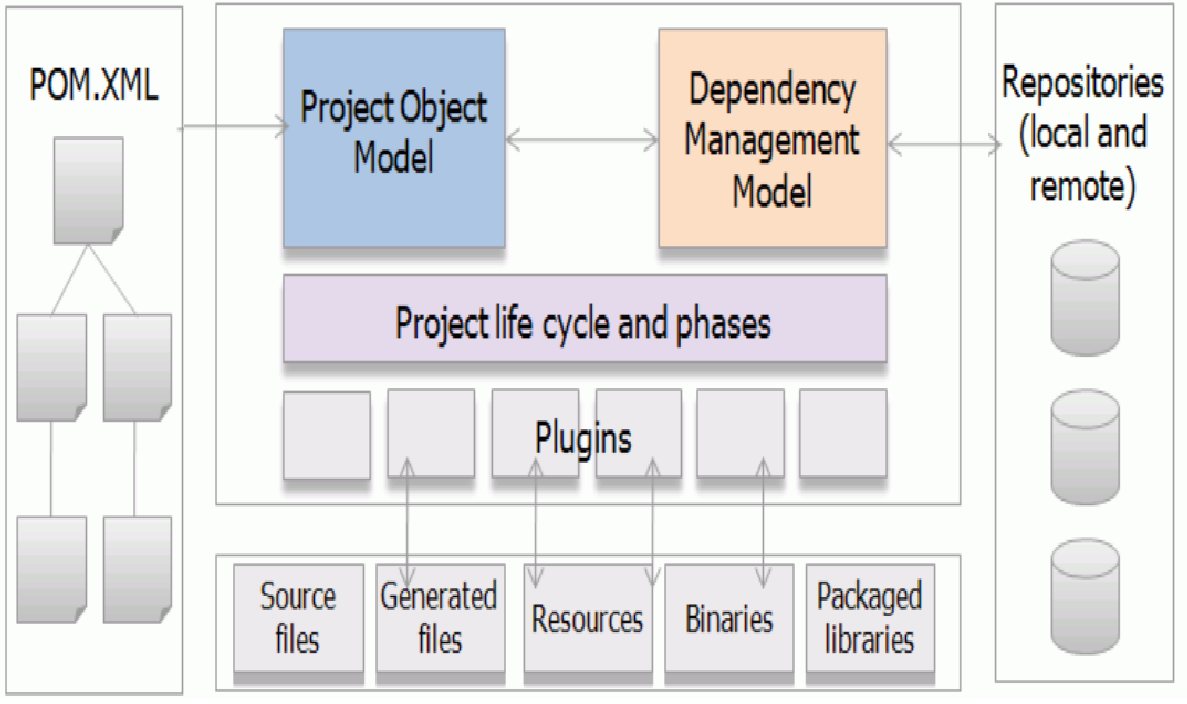 POM.XML
Project Object
Model
Dependency
Management
Model
Repositories
(local and
remote)
Project life cycle and phases
Plugins
Source
files
Generated
files
Resources
Binaries
Packaged
libraries